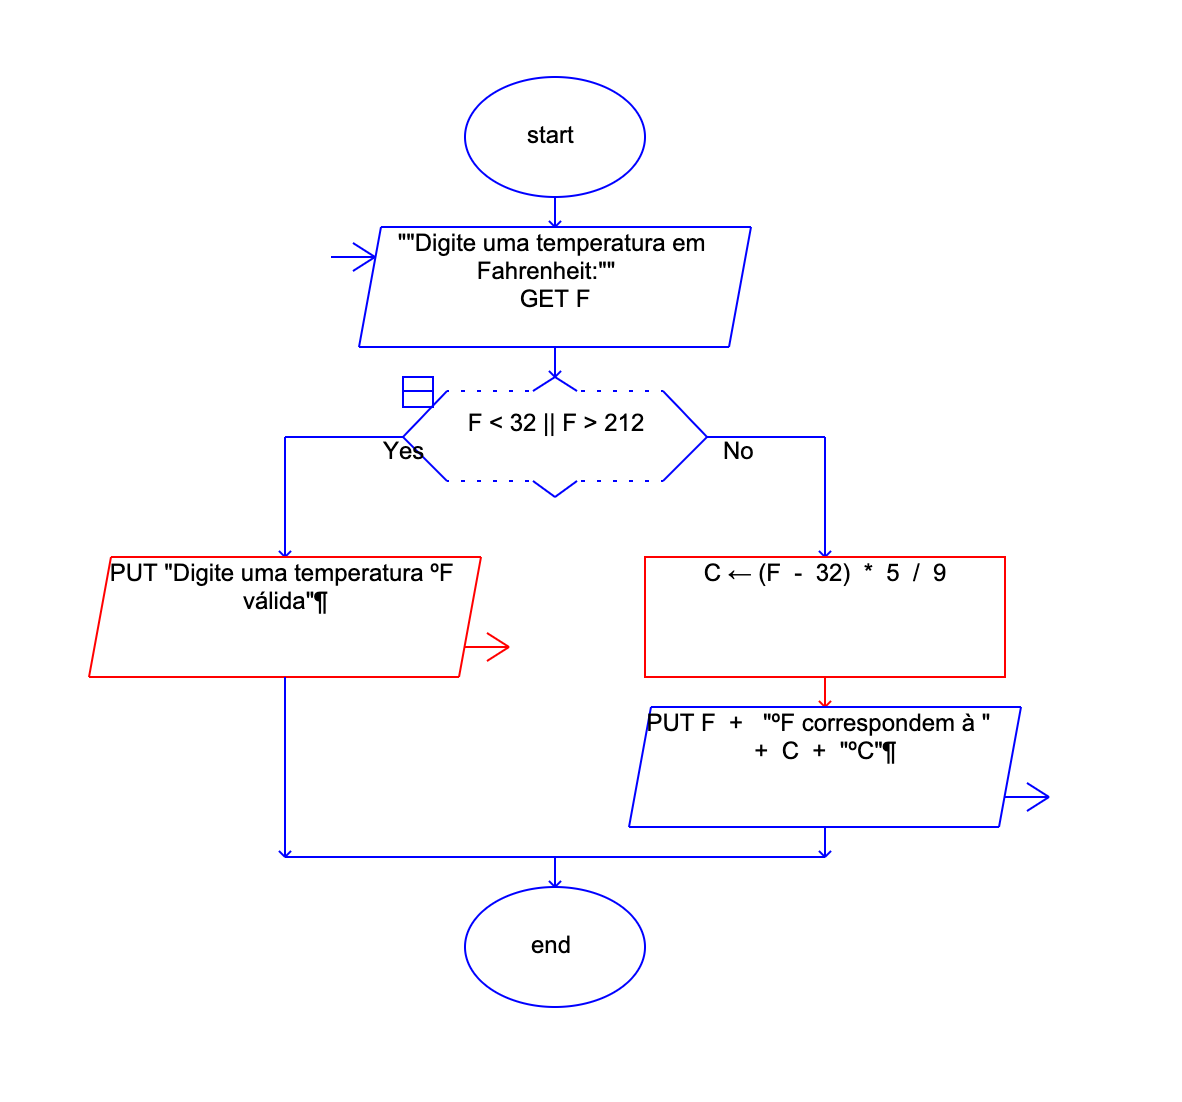 start
""Digite uma temperatura em
Fahrenheit:""
GET F
F < 32 || F > 212
Yes
No
PUT "Digite uma temperatura ºF
válida"¶
C ← (F - 32) * 5 / 9
PUT F + "ºF correspondem à "
+ C + "ºC"¶
end